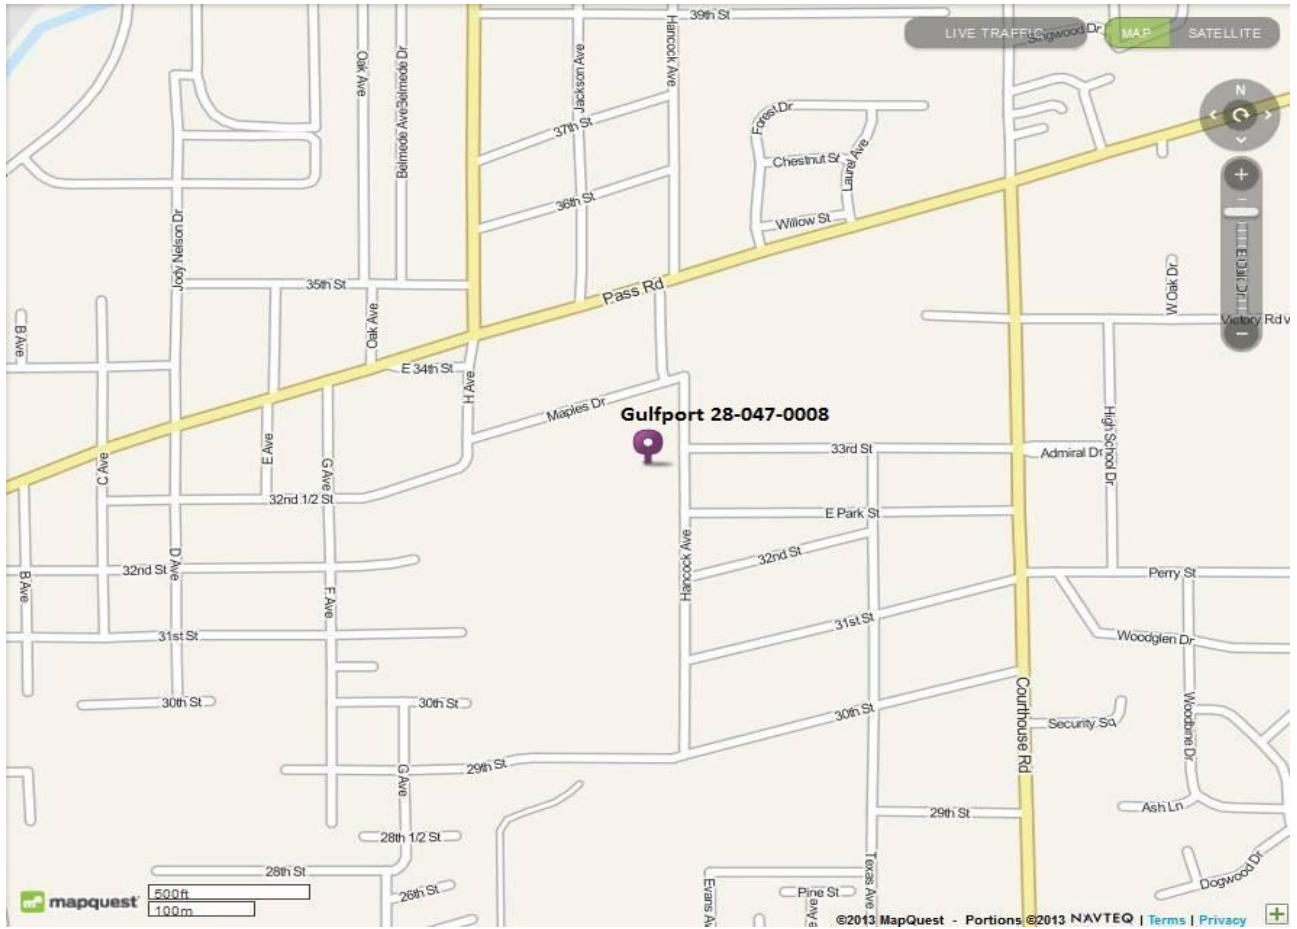 39th St
Singwood Dr
LIVE TRAFFIC
MAP
SATELLITE
N
Oak Ave
Belmede Dr
Belmede Ave
Jackson Ave
Hancock Ave
37th St
Forest Dr
Chestnut St
Laurel Ave
36th St
Willow St
Jody Nelson Dr
35th St
Pass Rd
W Oak Dr
E Dal Dr
Victory Rd
B Ave
Oak Ave
E 34th St
H Ave
Maples Dr
Gulfport 28-047-0008
High School Dr
33rd St
Admiral Dr
C Ave
E Ave
G Ave
32nd 1/2 St
E Park St
32nd St
Hancock Ave
B Ave
32nd St
D Ave
F Ave
Perry St
31st St
31st St
Woodglen Dr
30th St
30th St
30th St
Courthouse Rd
Security Sq
Woodbine Dr
29th St
G Ave
Ash Ln
29th St
28th 1/2 St
28th St
26th St
Evans Av
Pine St
Texas Ave
Dogwood Dr
mapquest
500ft
100m
©2013 MapQuest - Portions ©2013 NAVTEQ | Terms | Privacy